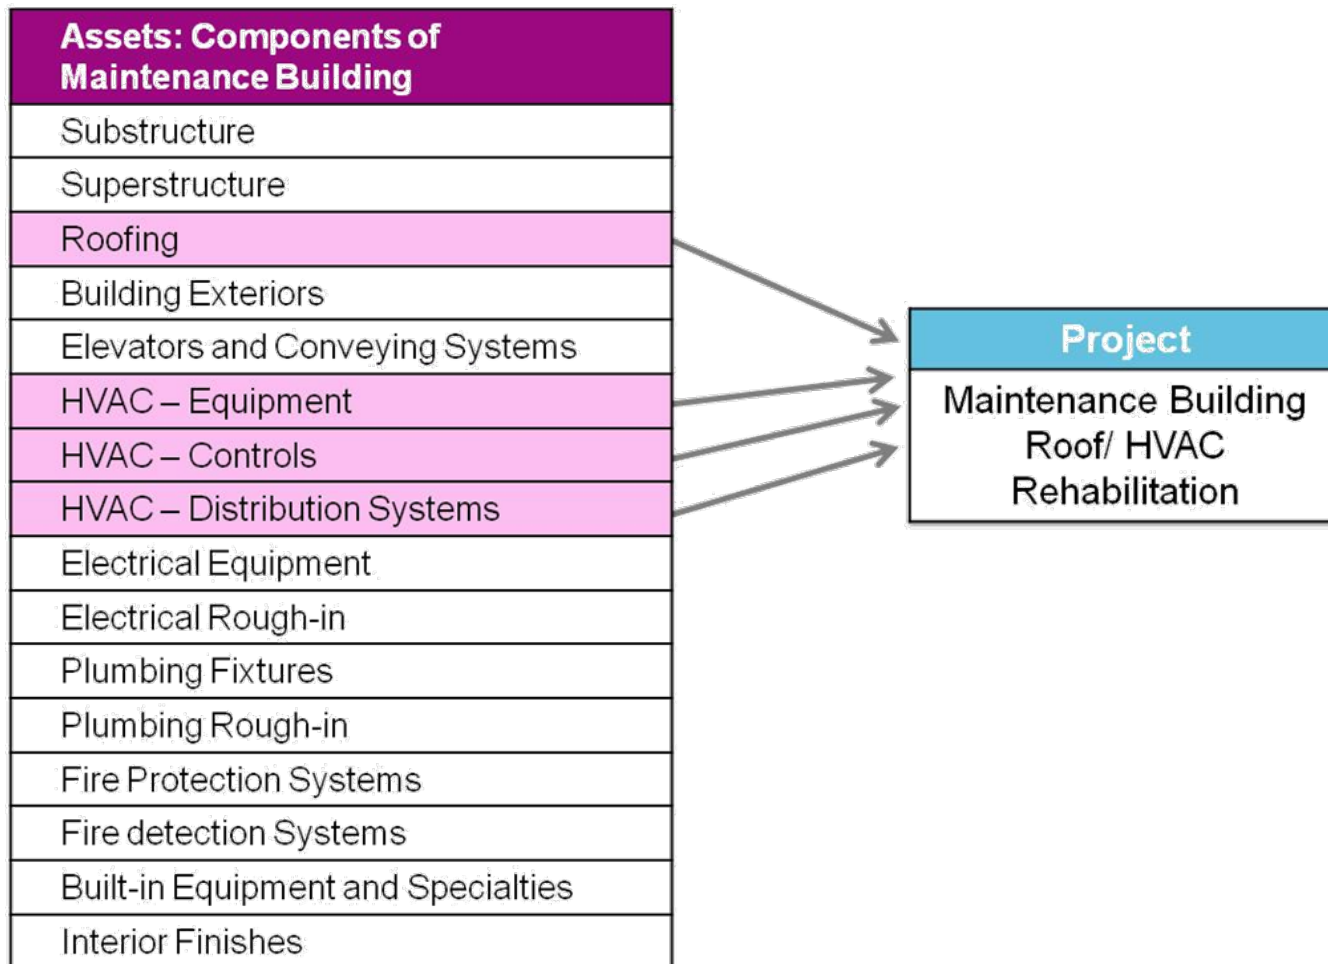 Assets: Components of
Maintenance Building
Substructure
Superstructure
Roofing
Building Exteriors
Elevators and Conveying Systems
HVAC – Equipment
HVAC – Controls
HVAC – Distribution Systems
Electrical Equipment
Electrical Rough-in
Plumbing Fixtures
Plumbing Rough-in
Fire Protection Systems
Fire detection Systems
Built-in Equipment and Specialties
Interior Finishes
Project
Maintenance Building
Roof/ HVAC
Rehabilitation